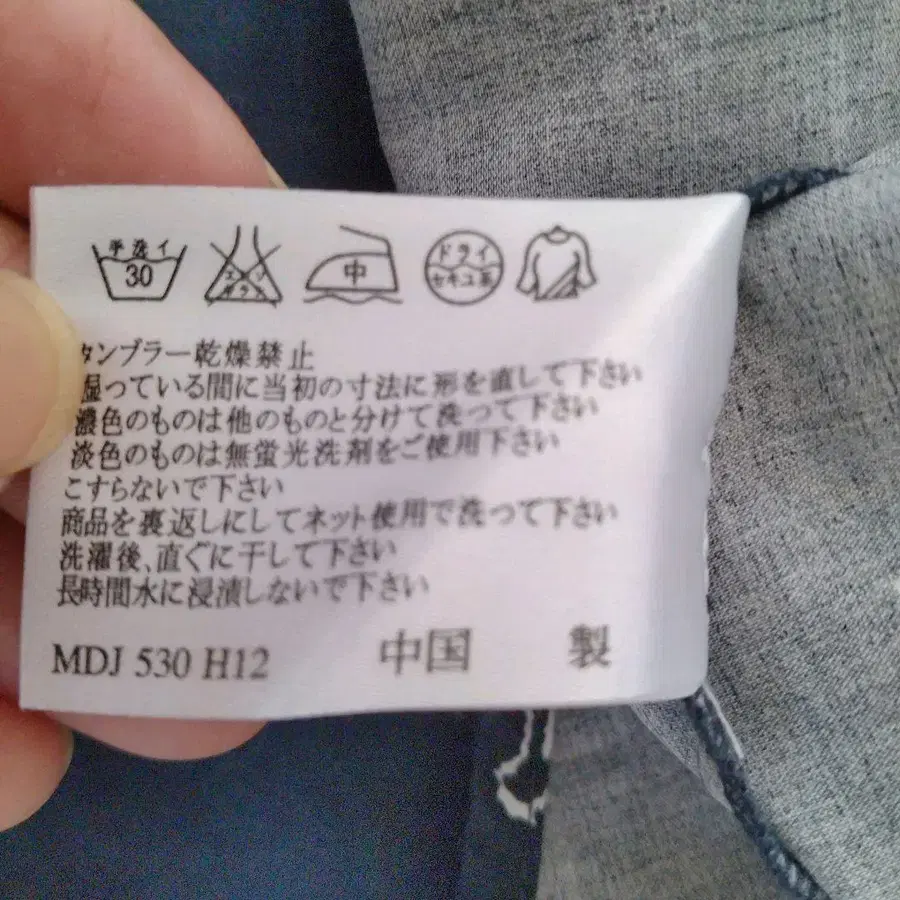 手洗イ
30
エンソ
サラシ
中
ドライ
セキユ系
タンブラー乾燥禁止
湿っている間に当初の寸法に形を直して下さい
濃色のものは他のものと分けて洗って下さい
淡色のものは無蛍光洗剤をご使用下さい
こすらないで下さい
商品を裏返しにしてネット使用で洗って下さい
洗濯後、直ぐに干して下さい
長時間水に浸漬しないで下さい
MDJ 530 H12 中国 製